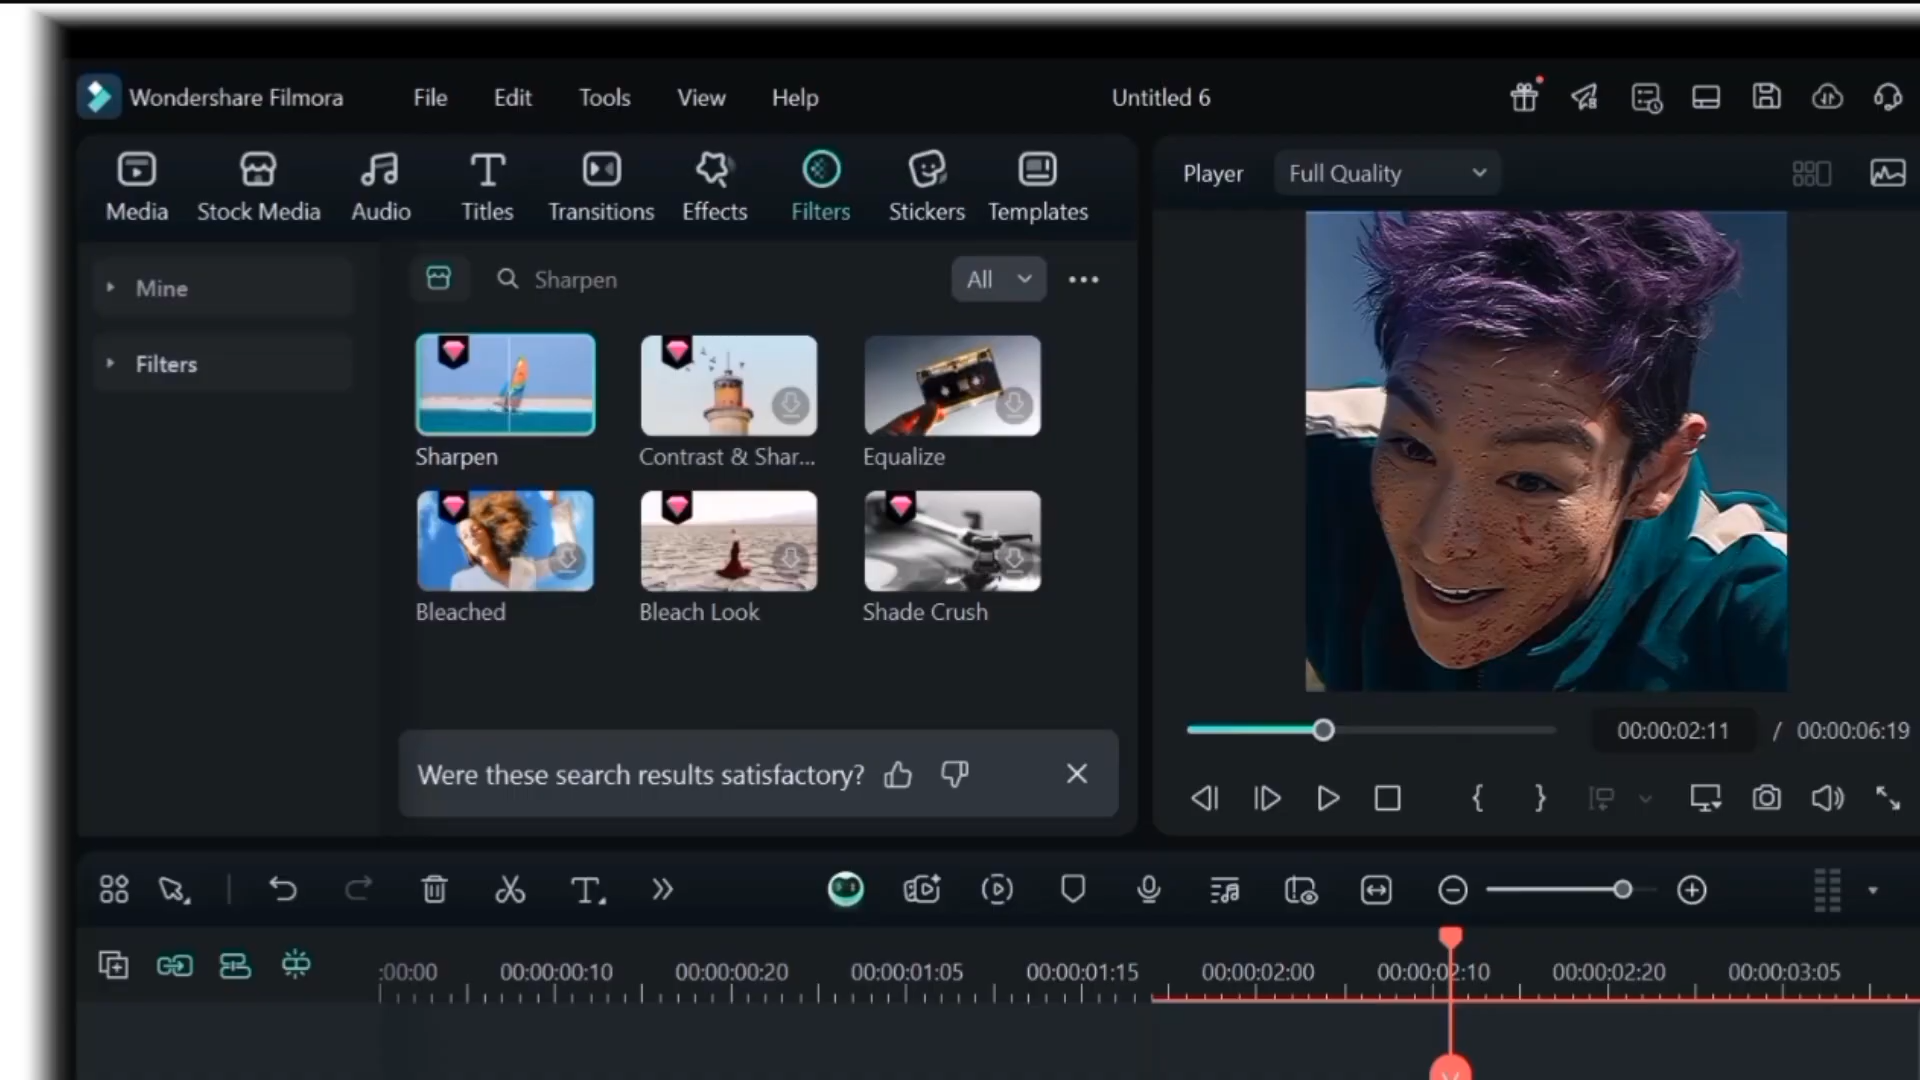 Wondershare Filmora File Edit Tools View Help Untitled 6
Media Stock Media Audio Titles Transitions Effects Filters Stickers Templates
Player Full Quality
Mine
Filters
Sharpen All
Sharpen Contrast & Shar... Equalize
Bleached Bleach Look Shade Crush
Were these search results satisfactory?
00:00:02:11 / 00:00:06:19
{ }
:00:00 00:00:00:10 00:00:00:20 00:00:01:05 00:00:01:15 00:00:02:00 00:00:02:10 00:00:02:20 00:00:03:05